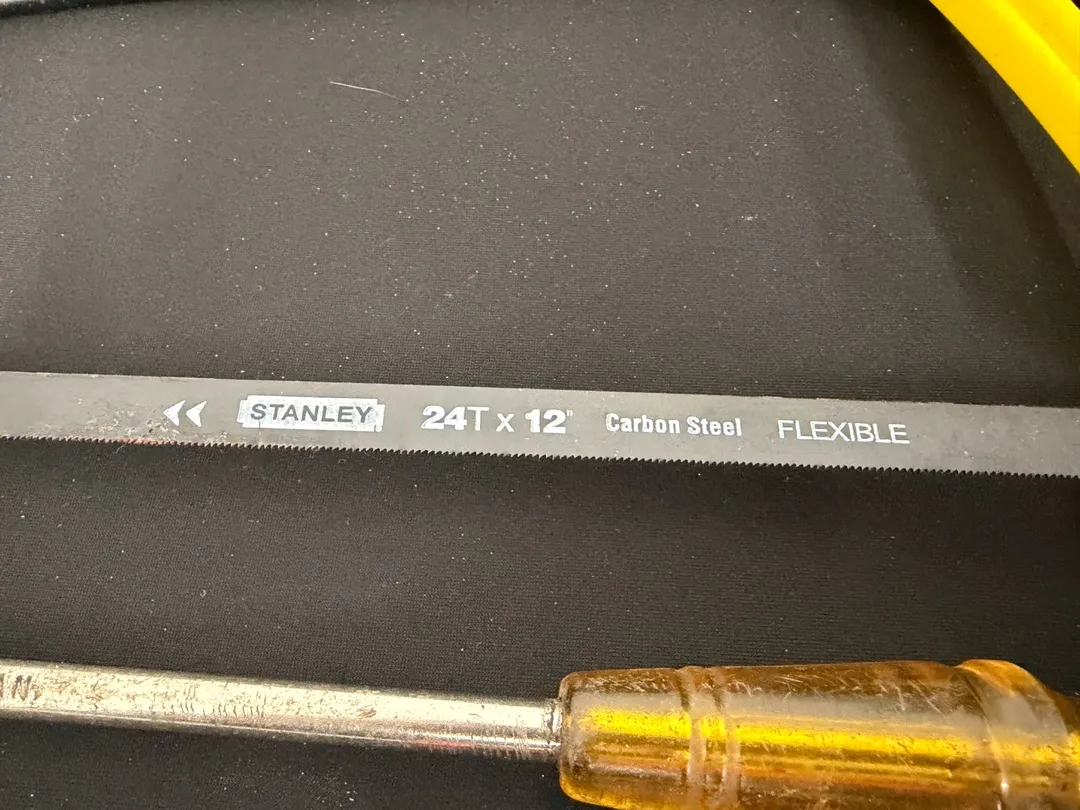 STANLEY 24T x 12" Carbon Steel FLEXIBLE